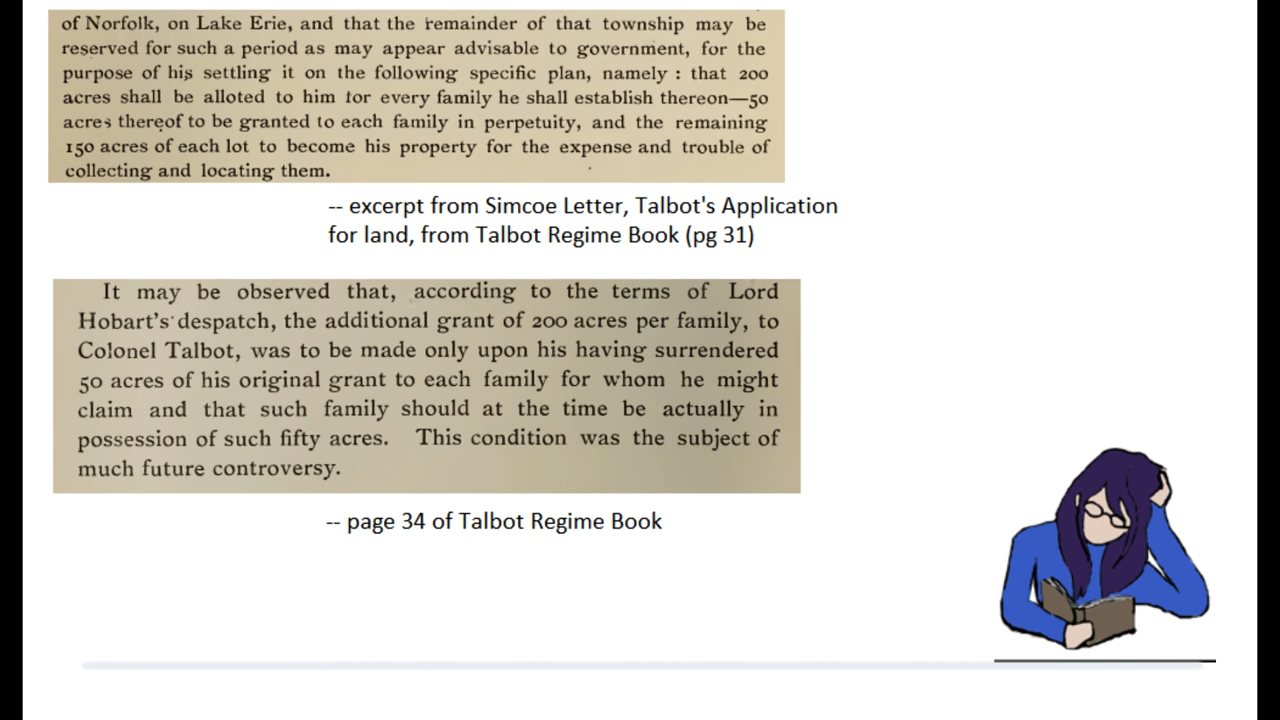 of Norfolk, on Lake Erie, and that the remainder of that township may be
reserved for such a period as may appear advisable to government, for the
purpose of his settling it on the following specific plan, namely : that 200
acres shall be alloted to him for every family he shall establish thereon—50
acres thereof to be granted to each family in perpetuity, and the remaining
150 acres of each lot to become his property for the expense and trouble of
collecting and locating them.
-- excerpt from Simcoe Letter, Talbot's Application
for land, from Talbot Regime Book (pg 31)
It may be observed that, according to the terms of Lord
Hobart's despatch, the additional grant of 200 acres per family, to
Colonel Talbot, was to be made only upon his having surrendered
50 acres of his original grant to each family for whom he might
claim and that such family should at the time be actually in
possession of such fifty acres. This condition was the subject of
much future controversy.
-- page 34 of Talbot Regime Book